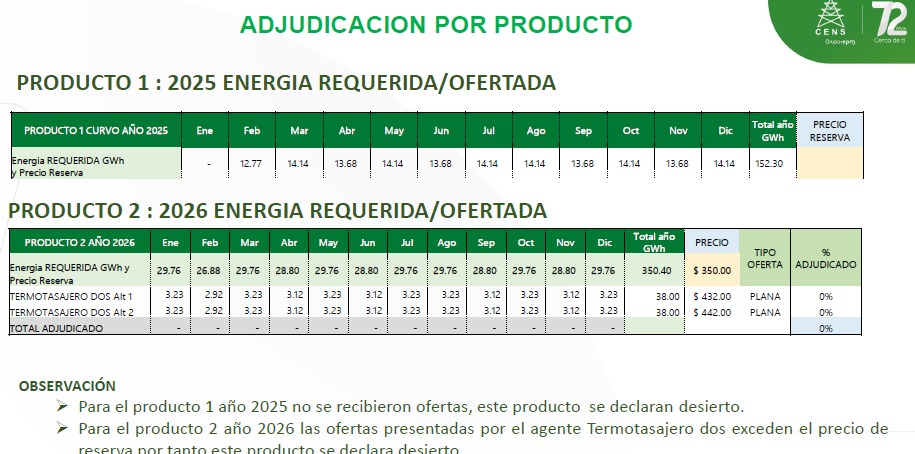 ADJUDICACION POR PRODUCTO
CENS
Grupo·epm
72
Años
Cerca de ti
PRODUCTO 1 : 2025 ENERGIA REQUERIDA/OFERTADA
PRODUCTO 1 CURVO AÑO 2025 Ene Feb Mar Abr May Jun Jul Ago Sep Oct Nov Dic Total año GWh PRECIO RESERVA
Energia REQUERIDA GWh y Precio Reserva - 12.77 14.14 13.68 14.14 13.68 14.14 14.14 13.68 14.14 13.68 14.14 152.30
PRODUCTO 2 : 2026 ENERGIA REQUERIDA/OFERTADA
PRODUCTO 2 AÑO 2026 Ene Feb Mar Abr May Jun Jul Ago Sep Oct Nov Dic Total año GWh PRECIO TIPO OFERTA % ADJUDICADO
Energia REQUERIDA GWh y Precio Reserva 29.76 26.88 29.76 28.80 29.76 28.80 29.76 29.76 28.80 29.76 28.80 29.76 350.40 $ 350.00
TERMOTASAJERO DOS Alt 1 3.23 2.92 3.23 3.12 3.23 3.12 3.23 3.23 3.12 3.23 3.12 3.23 38.00 $ 432.00 PLANA 0%
TERMOTASAJERO DOS Alt 2 3.23 2.92 3.23 3.12 3.23 3.12 3.23 3.23 3.12 3.23 3.12 3.23 38.00 $ 442.00 PLANA 0%
TOTAL ADJUDICADO - - - - - - - - - - - - 0%
OBSERVACIÓN
➢ Para el producto 1 año 2025 no se recibieron ofertas, este producto se declaran desierto.
➢ Para el producto 2 año 2026 las ofertas presentadas por el agente Termotasajero dos exceden el precio de
reserva por tanto este producto se declara desierto